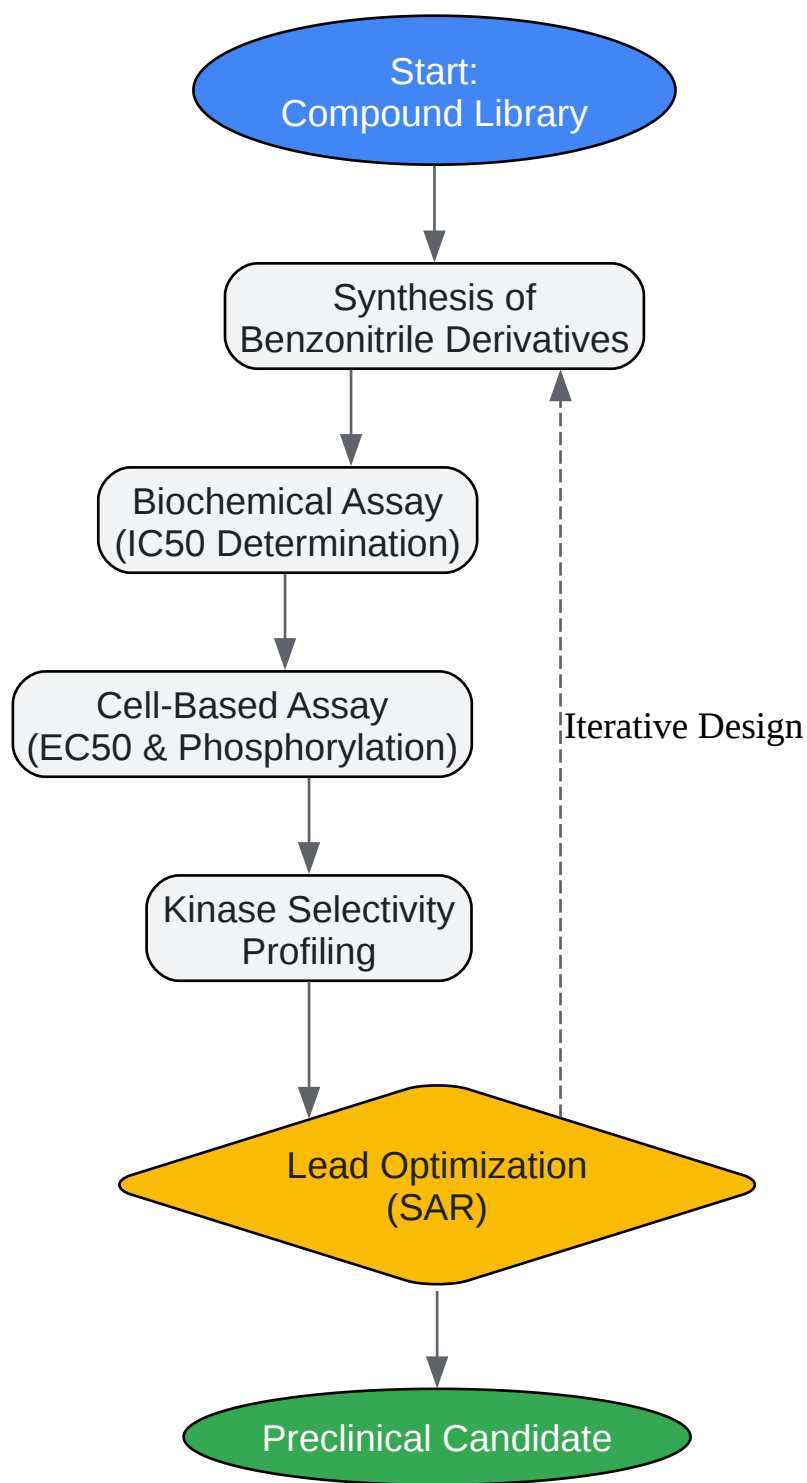 Start:
Compound Library
Synthesis of
Benzonitrile Derivatives
Biochemical Assay
(IC50 Determination)
Cell-Based Assay
(EC50 & Phosphorylation)
Iterative Design
Kinase Selectivity
Profiling
Lead Optimization
(SAR)
Preclinical Candidate